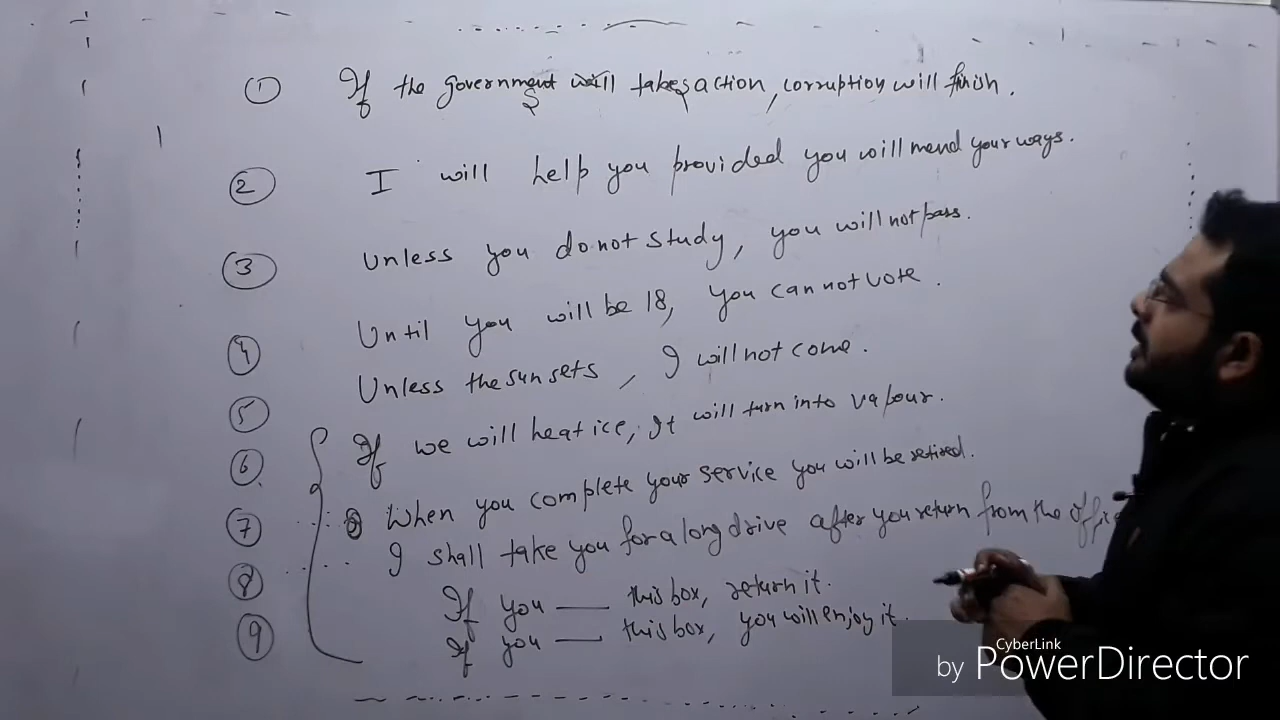 ① If the government will takes action, corruption will finish.
② I will help you provided you will mend your ways.
③ Unless you do not study, you will not pass.
④ Until you will be 18, you can not vote.
⑤ Unless the sun sets, I will not come.
⑥ If we will heat ice, It will turn into vapour.
⑦ When you complete your service you will be retired.
⑧ I shall take you for a long drive after you return from the office
⑨ If you ___ this box, return it.
If you ___ this box, you will enjoy it.
CyberLink
by PowerDirector